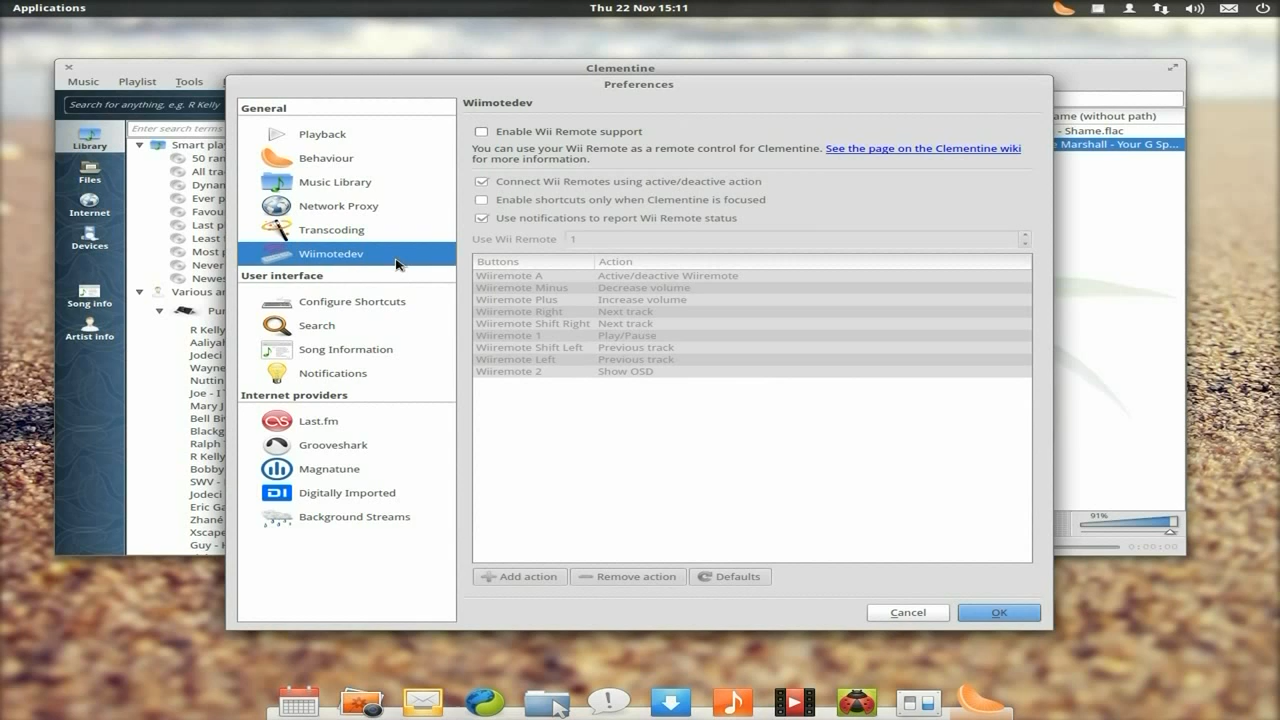 Applications
Thu 22 Nov 15:11
Clementine
Music Playlist Tools
Preferences
Search for anything, e.g. R Kelly
Enter search terms
Library
Files
Internet
Devices
Song info
Artist info
Smart play
50 ran
All tra
Dynan
Ever p
Favou
Last p
Least
Most p
Never
Newes
Various ar
Pur
R Kelly
Aaliyah
Jodeci
Wayne
Nuttin
Joe - I
Mary J
Bell Biv
Blackg
Ralph
R Kelly
Bobby
SWV -
Jodeci
Eric Ga
Zhané
Xscape
Guy -
General
Playback
Behaviour
Music Library
Network Proxy
Transcoding
Wiimotedev
User interface
Configure Shortcuts
Search
Song Information
Notifications
Internet providers
Last.fm
Grooveshark
Magnatune
DI Digitally Imported
Background Streams
Wiimotedev
Enable Wii Remote support
You can use your Wii Remote as a remote control for Clementine. See the page on the Clementine wiki
for more information.
Connect Wii Remotes using active/deactive action
Enable shortcuts only when Clementine is focused
Use notifications to report Wii Remote status
Use Wii Remote 1
Buttons Action
Wiiremote A Active/deactive Wiiremote
Wiiremote Minus Decrease volume
Wiiremote Plus Increase volume
Wiiremote Right Next track
Wiiremote Shift Right Next track
Wiiremote 1 Play/Pause
Wiiremote Shift Left Previous track
Wiiremote Left Previous track
Wiiremote 2 Show OSD
Add action Remove action Defaults
Cancel OK
ame (without path)
- Shame.flac
e Marshall - Your G Sp...
91%
0:00:00